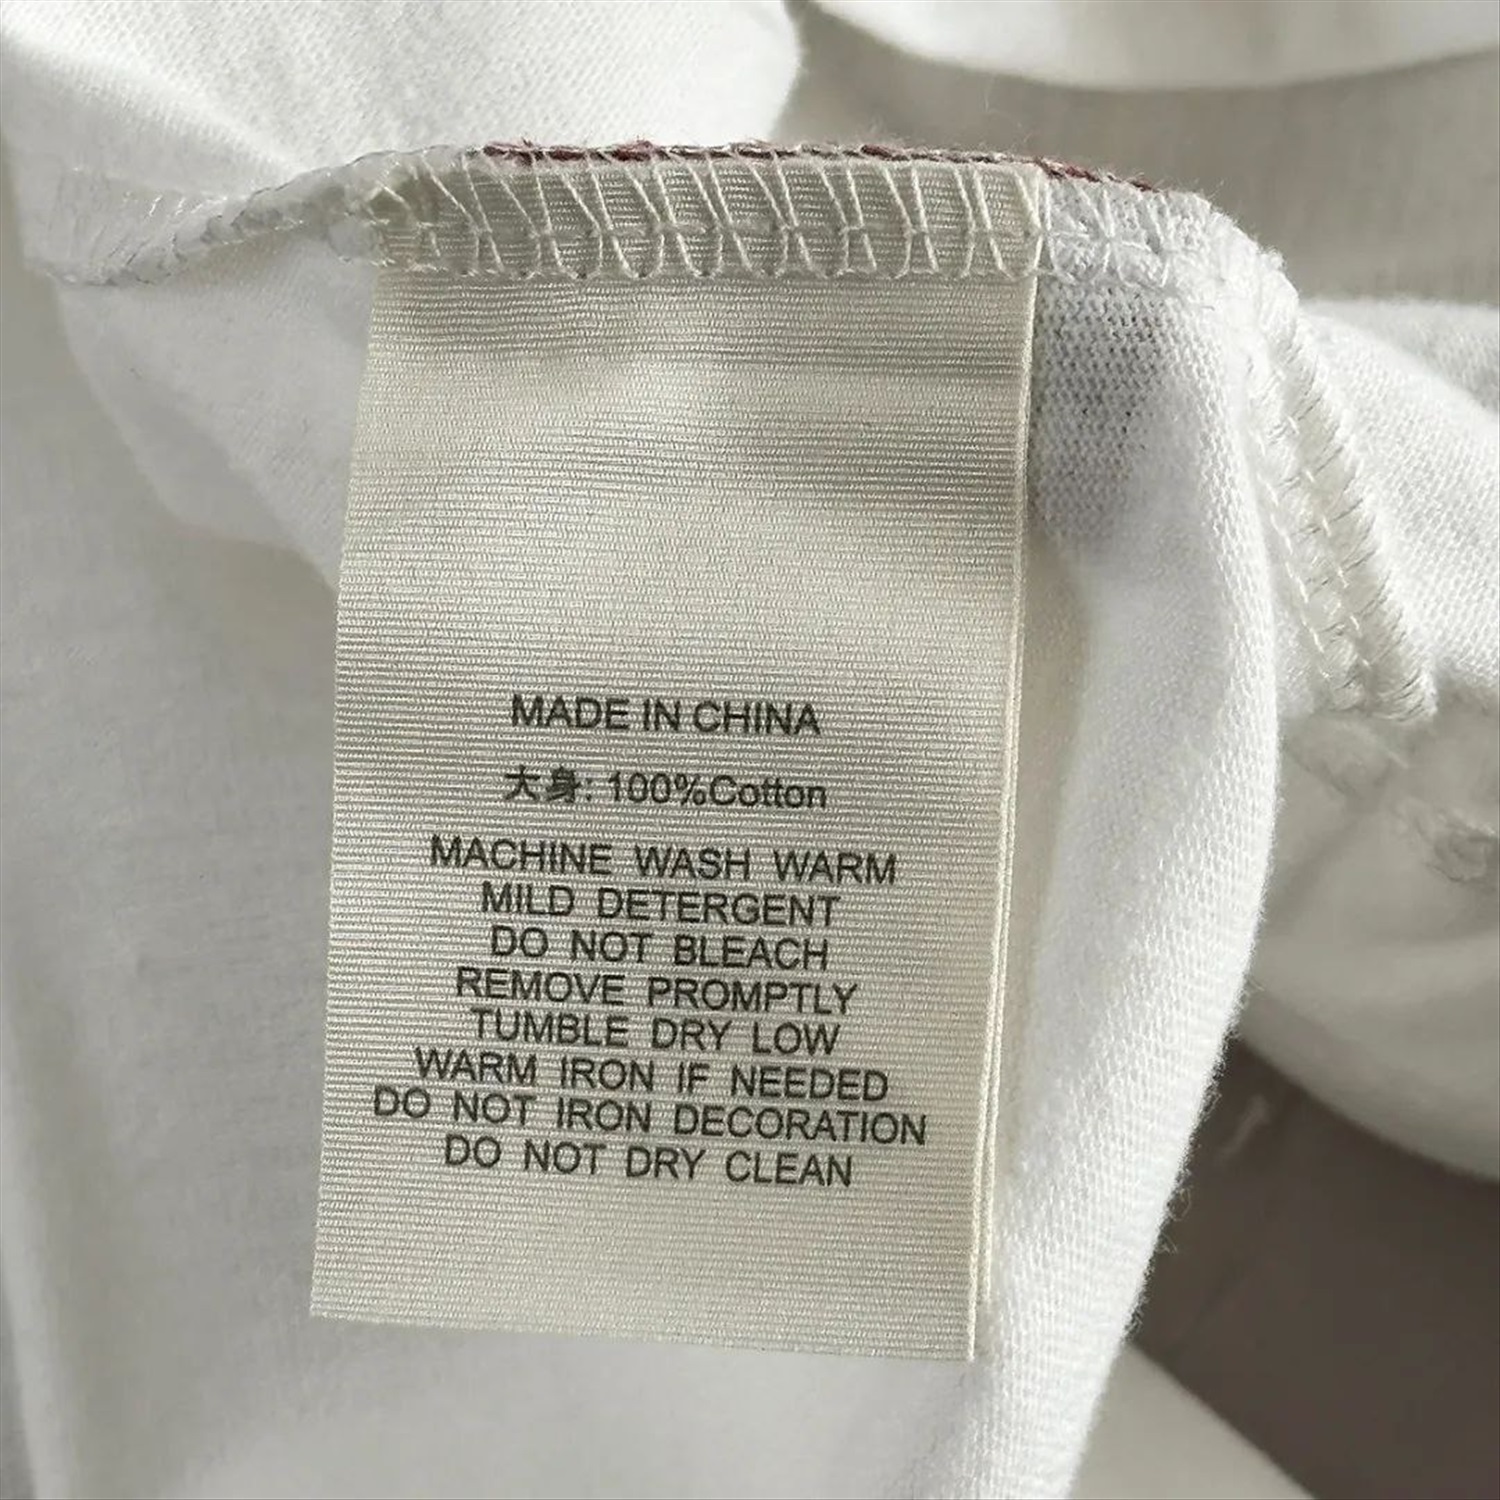 MADE IN CHINA
大身: 100%Cotton
MACHINE WASH WARM
MILD DETERGENT
DO NOT BLEACH
REMOVE PROMPTLY
TUMBLE DRY LOW
WARM IRON IF NEEDED
DO NOT IRON DECORATION
DO NOT DRY CLEAN